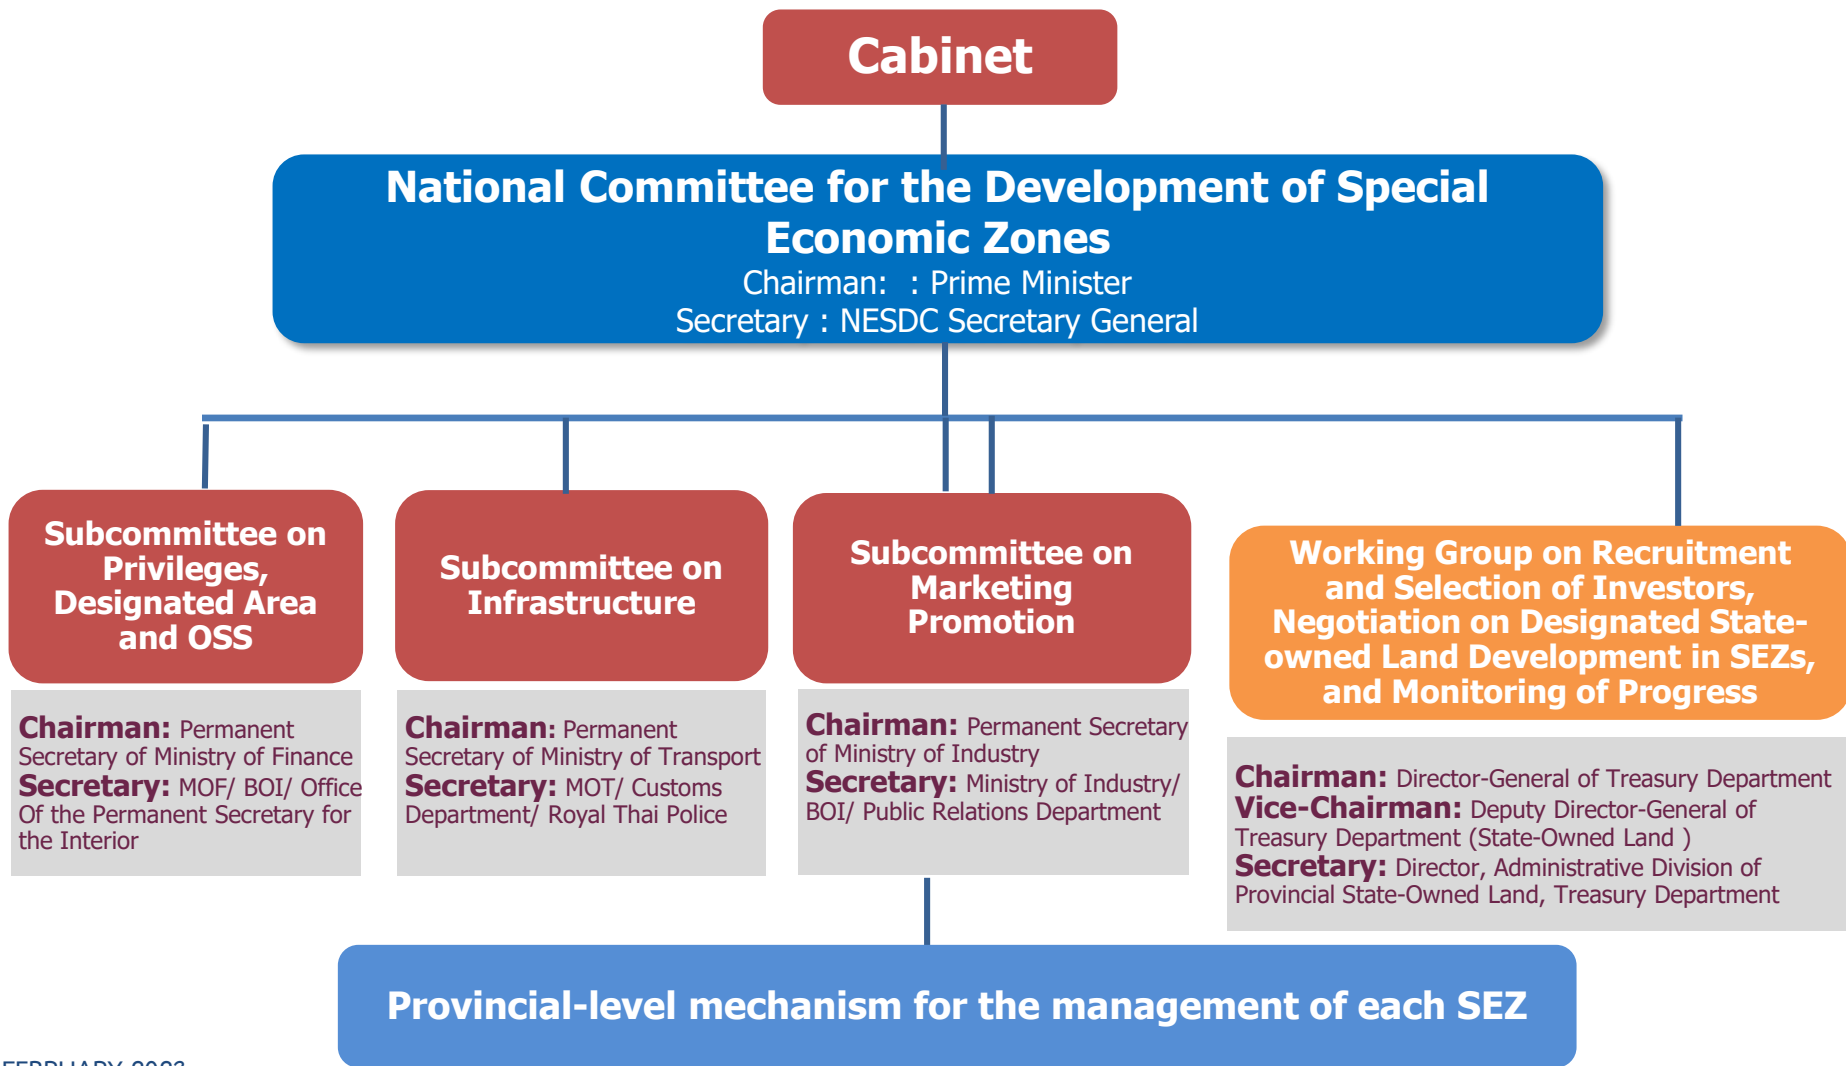 Cabinet
National Committee for the Development of Special
Economic Zones
Chairman:  : Prime Minister
Secretary : NESDC Secretary General
Subcommittee on
Privileges,
Designated Area
and OSS
Chairman: Permanent
Secretary of Ministry of Finance
Secretary: MOF/ BOI/ Office
Of the Permanent Secretary for
the Interior
Subcommittee on
Infrastructure
Chairman: Permanent
Secretary of Ministry of Transport
Secretary: MOT/ Customs
Department/ Royal Thai Police
Subcommittee on
Marketing
Promotion
Chairman: Permanent Secretary
of Ministry of Industry
Secretary: Ministry of Industry/
BOI/ Public Relations Department
Working Group on Recruitment
and Selection of Investors,
Negotiation on Designated State-
owned Land Development in SEZs,
and Monitoring of Progress
Chairman: Director-General of Treasury Department
Vice-Chairman: Deputy Director-General of
Treasury Department (State-Owned Land )
Secretary: Director, Administrative Division of
Provincial State-Owned Land, Treasury Department
Provincial-level mechanism for the management of each SEZ
FEBRUARY 2023